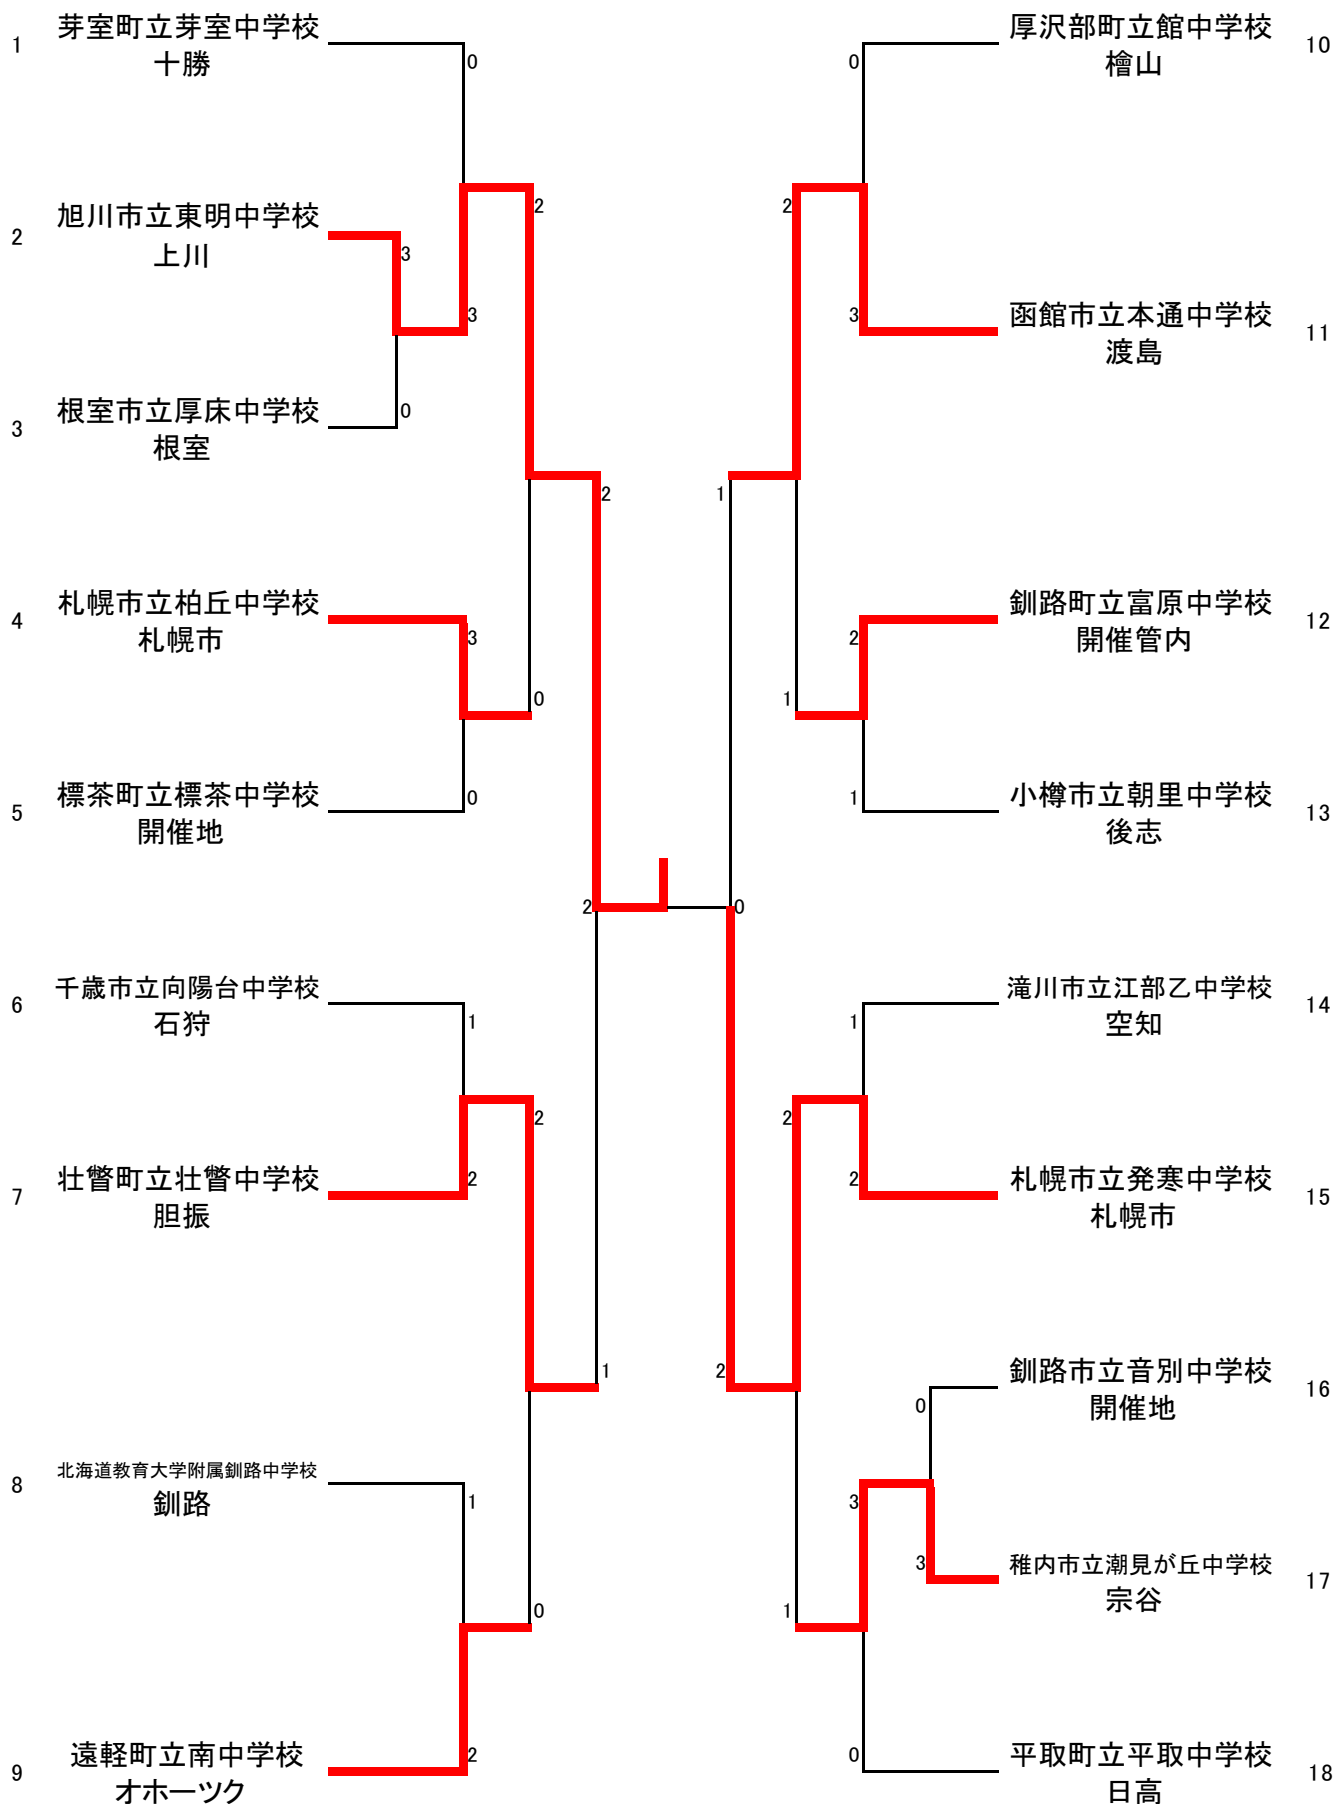 1
芽室町立芽室中学校
十勝
0
2
旭川市立東明中学校
上川
3
2
3
3
根室市立厚床中学校
根室
0
2
4
札幌市立柏丘中学校
札幌市
3
0
5
標茶町立標茶中学校
開催地
0
2
6
千歳市立向陽台中学校
石狩
1
2
7
壮瞥町立壮瞥中学校
胆振
2
1
8
北海道教育大学附属釧路中学校
釧路
1
0
9
遠軽町立南中学校
オホーツク
2
厚沢部町立館中学校
檜山
10
0
2
函館市立本通中学校
渡島
11
3
1
釧路町立富原中学校
開催管内
12
2
1
小樽市立朝里中学校
後志
13
1
0
滝川市立江部乙中学校
空知
14
1
2
札幌市立発寒中学校
札幌市
15
2
2
釧路市立音別中学校
開催地
16
0
3
稚内市立潮見が丘中学校
宗谷
17
3
1
平取町立平取中学校
日高
18
0